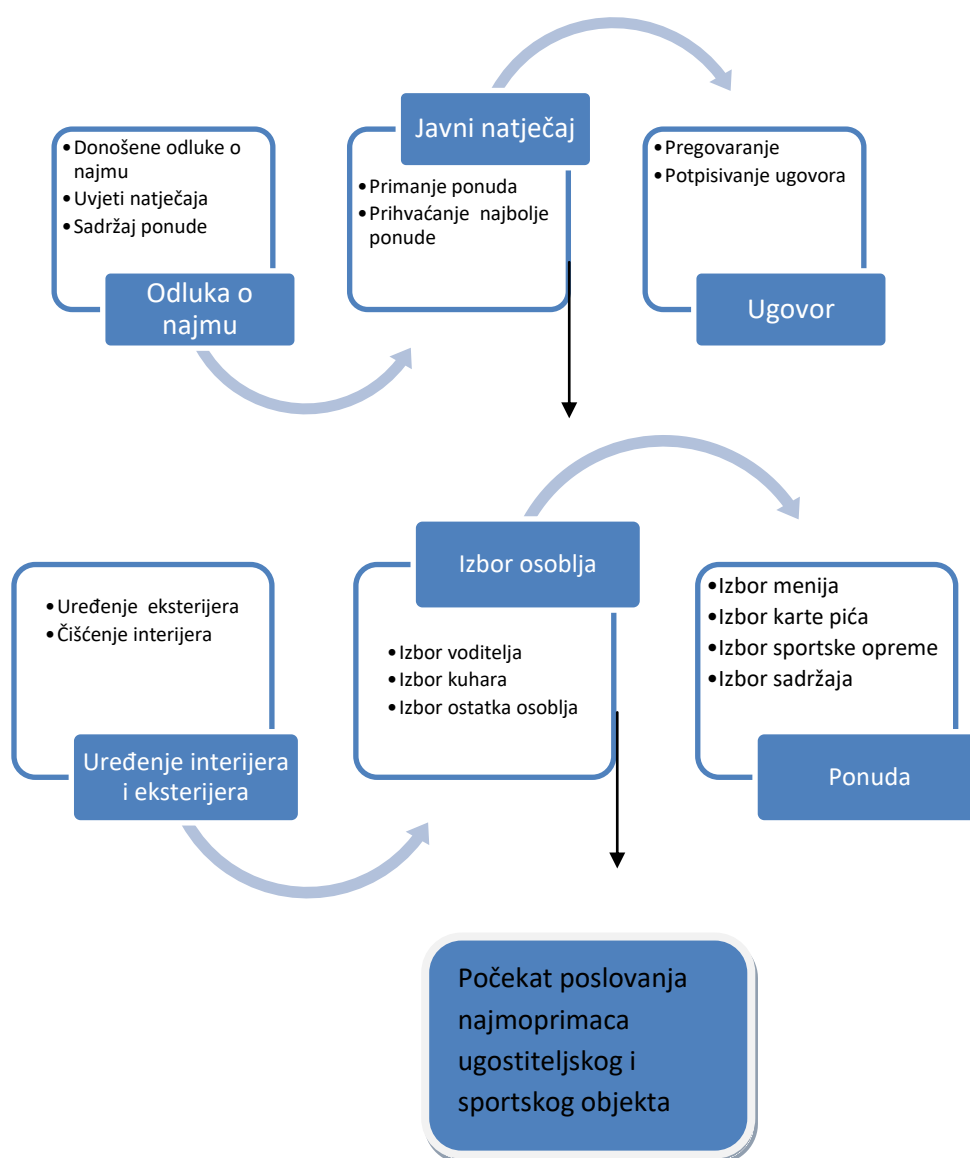 • Donošene odluke o
najmu
• Uvjeti natječaja
• Sadržaj ponude
Odluka o
najmu
Javni natječaj
• Primanje ponuda
• Prihvaćanje najbolje
ponude
• Pregovaranje
• Potpisivanje ugovora
Ugovor
• Uređenje eksterijera
• Čišćenje interijera
Uređenje interijera
i eksterijera
Izbor osoblja
• Izbor voditelja
• Izbor kuhara
• Izbor ostatka osoblja
• Izbor menija
• Izbor karte pića
• Izbor sportske opreme
• Izbor sadržaja
Ponuda
Počekat poslovanja
najmoprimaca
ugostiteljskog i
sportskog objekta